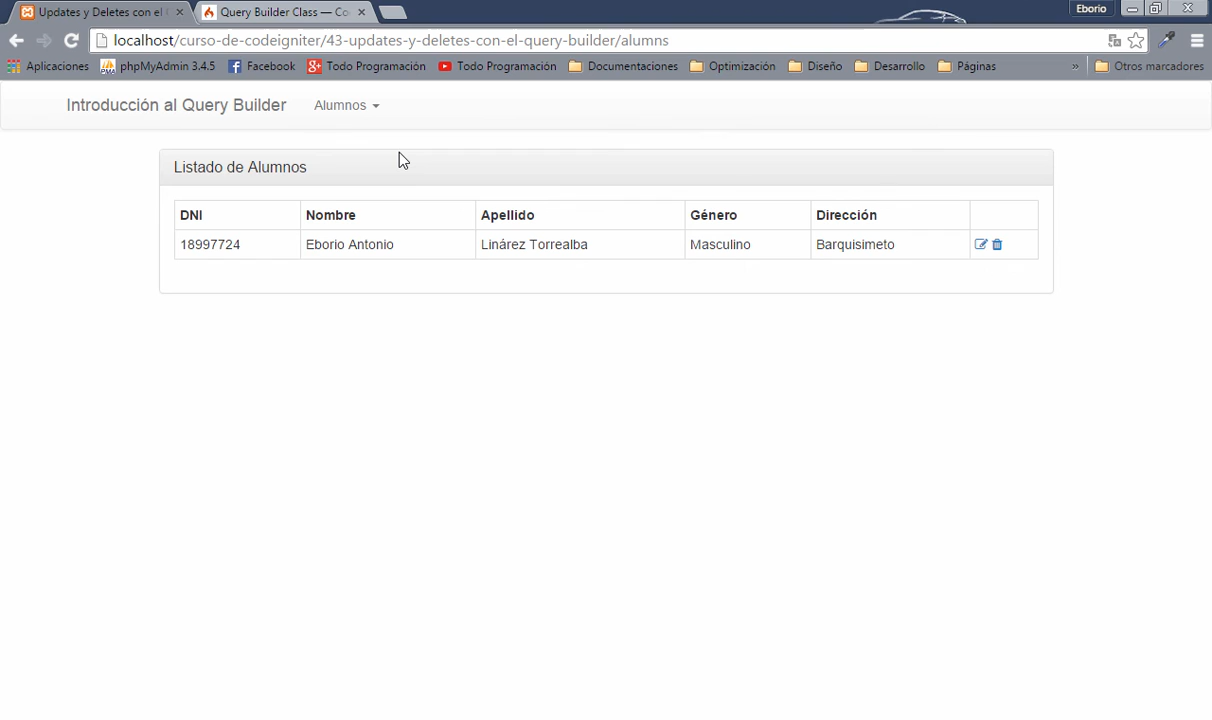 Updates y Deletes con el
Query Builder Class — Co
Eborio
localhost/curso-de-codeigniter/43-updates-y-deletes-con-el-query-builder/alumns
Aplicaciones phpMyAdmin 3.4.5 Facebook Todo Programación Todo Programación Documentaciones Optimización Diseño Desarrollo Páginas » Otros marcadores
Introducción al Query Builder Alumnos
Listado de Alumnos
DNI Nombre Apellido Género Dirección
18997724 Eborio Antonio Linárez Torrealba Masculino Barquisimeto